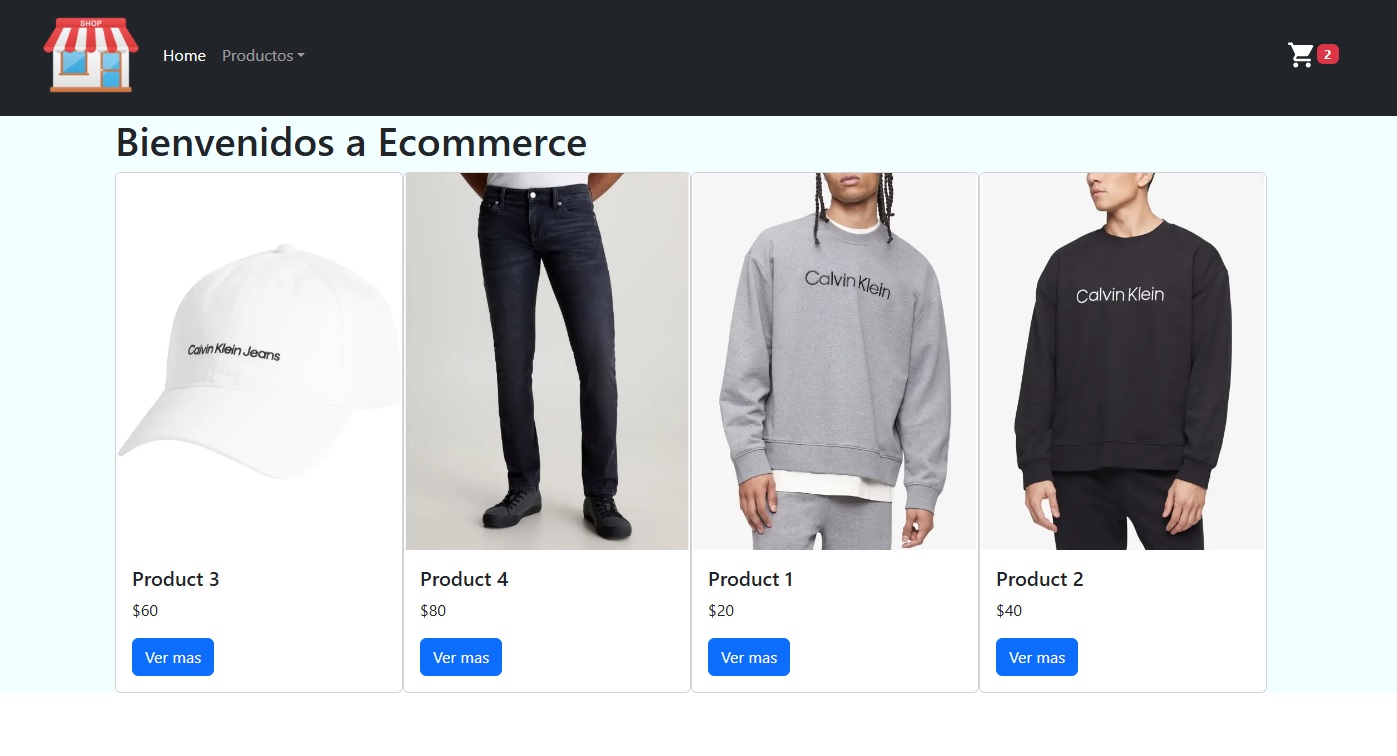 SHOP
Home
Productos
2
Bienvenidos a Ecommerce
Calvin Klein Jeans
Calvin Klein
Calvin Klein
Product 3
$60
Ver mas
Product 4
$80
Ver mas
Product 1
$20
Ver mas
Product 2
$40
Ver mas